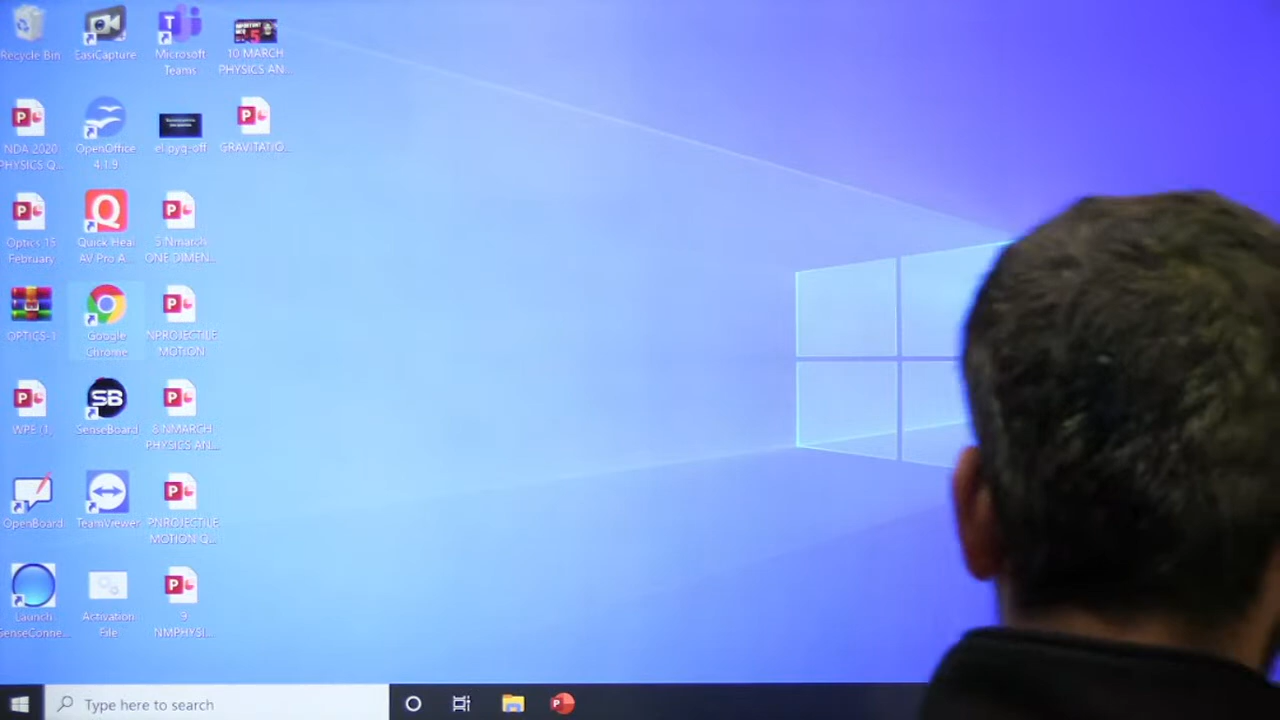 Recycle Bin
EasiCapture
Microsoft
Teams
10 MARCH
PHYSICS AN...
NDA 2020
PHYSICS Q...
OpenOffice
4.1.9
el pyq-off
GRAVITATIO...
Optics 15
February
Quick Heal
AV Pro A...
5 Nmarch
ONE DIMEN...
OPTICS-1
Google
Chrome
NPROJECTILE
MOTION
WPE (1,
SB
SenseBoard
8 NMARCH
PHYSICS AN...
OpenBoard
TeamViewer
PNROJECTILE
MOTION Q...
Launch
SenseConne...
Activation
File
9
NMPHYSI...
Type here to search